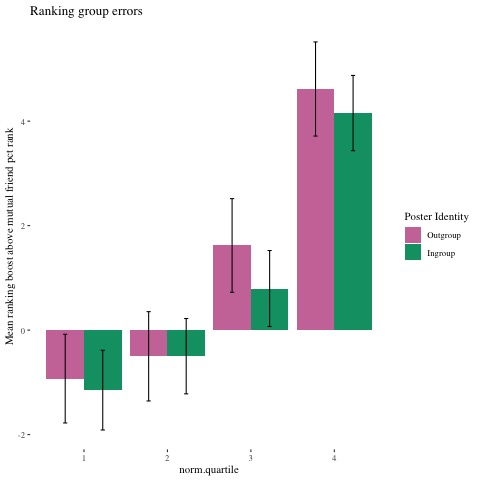 Ranking group errors
Mean ranking boost above mutual friend pct rank
4
2
0
-2
1 2 3 4
norm.quartile
Poster Identity
Outgroup
Ingroup